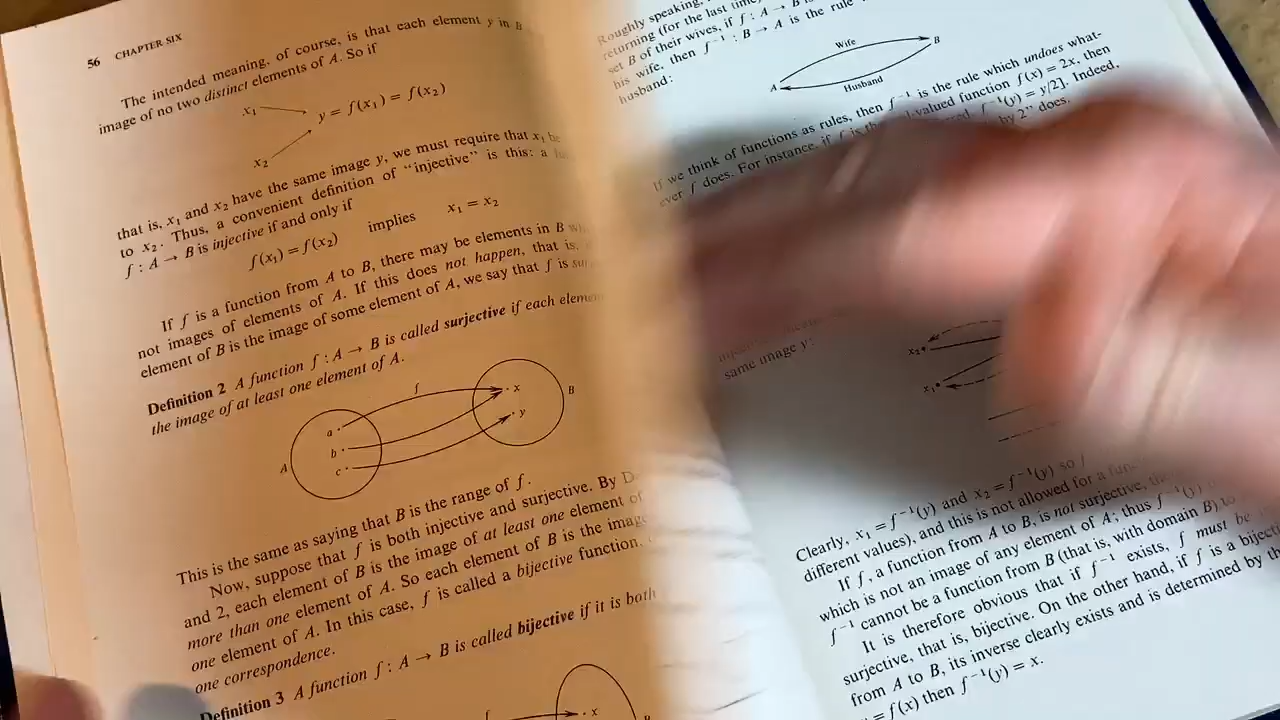 56 CHAPTER SIX
The intended meaning, of course, is that each element y in B
image of no two distinct elements of A. So if
x₁
y = f(x₁) = f(x₂)
x₂
that is, x₁ and x₂ have the same image y, we must require that x₁ be
to x₂. Thus, a convenient definition of “injective” is this: a
f : A → B is injective if and only if
f(x₁) = f(x₂) implies x₁ = x₂
If f is a function from A to B, there may be elements in B
not images of elements of A. If this does not happen, that is,
element of B is the image of some element of A, we say that f is
Definition 2 A function f : A → B is called surjective if each
the image of at least one element of A.
f
A a b c x y B
This is the same as saying that B is the range of f.
Now, suppose that f is both injective and surjective. By
and 2, each element of B is the image of at least one element of
more than one element of A. So each element of B is the
one element of A. In this case, f is called a bijective function,
one correspondence.
Definition 3 A function f : A → B is called bijective if it is both
f x B
Roughly speaking,
returning (for the last time)
set B of their wives, if f : A → B
his wife, then f⁻¹ : B → A is the rule
husband:
Wife
A B
Husband
If we think of functions as rules, then f⁻¹ is the rule which undoes what-
ever f does. For instance, if f is the -valued function f(x) = 2x, then
f⁻¹(y) = y/2]. Indeed,
by 2” does.
same image y:
x₂
x₁
Clearly, x₁ = f⁻¹(y) and x₂ = f⁻¹(y) so
different values), and this is not allowed for a
If f, a function from A to B, is not surjective,
which is not an image of any element of A; thus f⁻¹(y)
f⁻¹ cannot be a function from B (that is, with domain B) to
It is therefore obvious that if f⁻¹ exists, f must be
surjective, that is, bijective. On the other hand, if f is a
from A to B, its inverse clearly exists and is determined by
= f(x) then f⁻¹(y) = x.